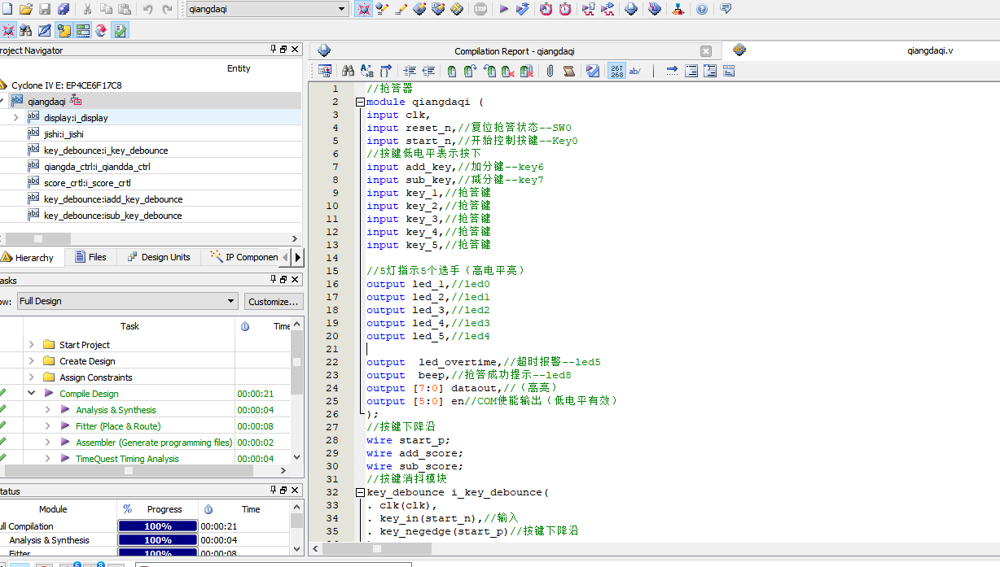 qiangdaqi
roject Navigator
Compilation Report - qiangdaqi
qiangdaqi.v
Entity
Cyclone IV E: EP4CE6F17C8
qiangdaqi
display:i_display
jishi:i_jishi
key_debounce:i_key_debounce
qiangda_ctrl:i_qiandda_ctrl
score_crtl:i_score_crtl
key_debounce:iadd_key_debounce
key_debounce:isub_key_debounce
Hierarchy Files Design Units IP Componen
asks
ow: Full Design Customize...
Task Time
Start Project
Create Design
Assign Constraints
Compile Design 00:00:21
Analysis & Synthesis 00:00:04
Fitter (Place & Route) 00:00:08
Assembler (Generate programming files) 00:00:02
TimeQuest Timing Analysis 00:00:04
tatus
Module % Progress Time
ull Compilation 100% 00:00:21
Analysis & Synthesis 100% 00:00:04
Fitter 100% 00:00:08
STOP
267
268
ab/
1 //抢答器
2 module qiangdaqi (
3 input clk,
4 input reset_n,//复位抢答状态--SW0
5 input start_n,//开始控制按键--Key0
6 //按键低电平表示按下
7 input add_key,//加分键--key6
8 input sub_key,//减分键--key7
9 input key_1,//抢答键
10 input key_2,//抢答键
11 input key_3,//抢答键
12 input key_4,//抢答键
13 input key_5,//抢答键
14
15 //5灯指示5个选手（高电平亮）
16 output led_1,//led0
17 output led_2,//led1
18 output led_3,//led2
19 output led_4,//led3
20 output led_5,//led4
21
22 output  led_overtime,//超时报警--led5
23 output  beep,//抢答成功提示--led8
24 output [7:0] dataout,//（高亮）
25 output [5:0] en//COM使能输出（低电平有效）
26 );
27 //按键下降沿
28 wire start_p;
29 wire add_score;
30 wire sub_score;
31 //按键消抖模块
32 key_debounce i_key_debounce(
33 . clk(clk),
34 . key_in(start_n),//输入
35 . key_negedge(start_p)//按键下降沿